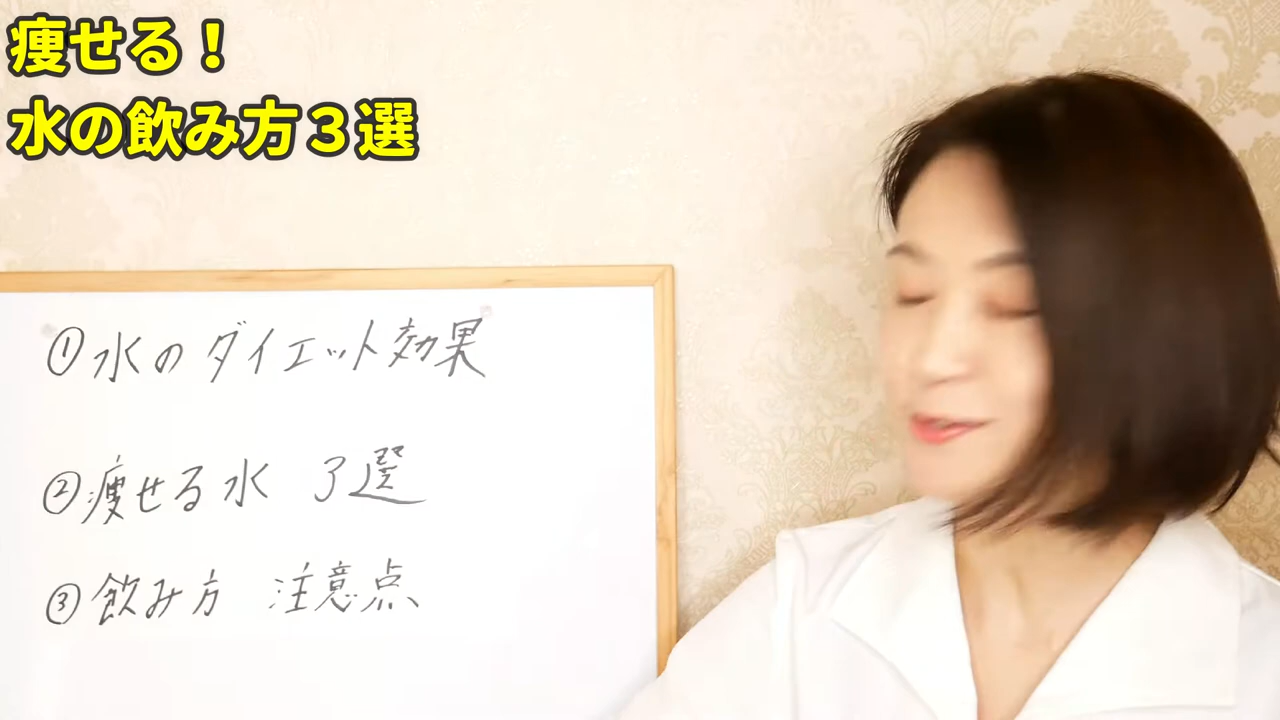 痩せる！
水の飲み方３選
①水のダイエット効果
②痩せる水 3選
③飲み方 注意点